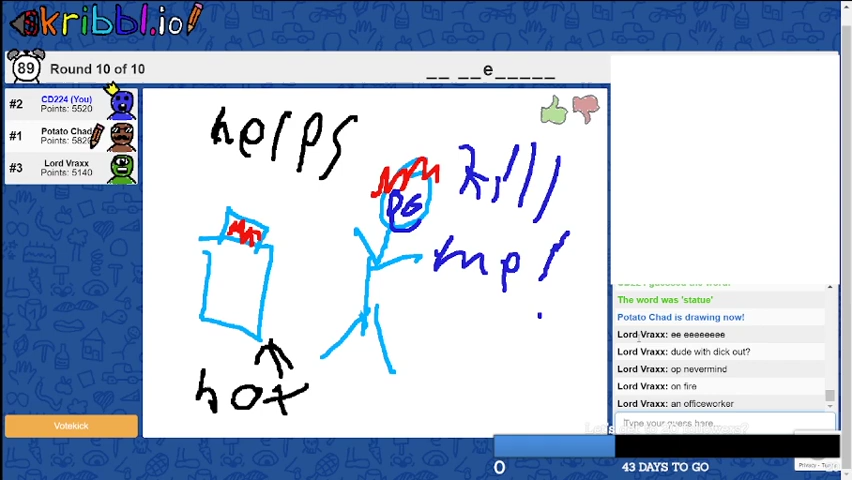 skribbl.io
89 Round 10 of 10
__ __e_____
#2 CD224 (You)
Points: 5520
#1 Potato Chad
Points: 582
#3 Lord Vraxx
Points: 5140
helps
kill
me!
hot
The word was 'statue'
Potato Chad is drawing now!
Lord Vraxx: ee eeeeeeee
Lord Vraxx: dude with dick out?
Lord Vraxx: op nevermind
Lord Vraxx: on fire
Lord Vraxx: an officeworker
Type your guess here...
Votekick
0 43 DAYS TO GO